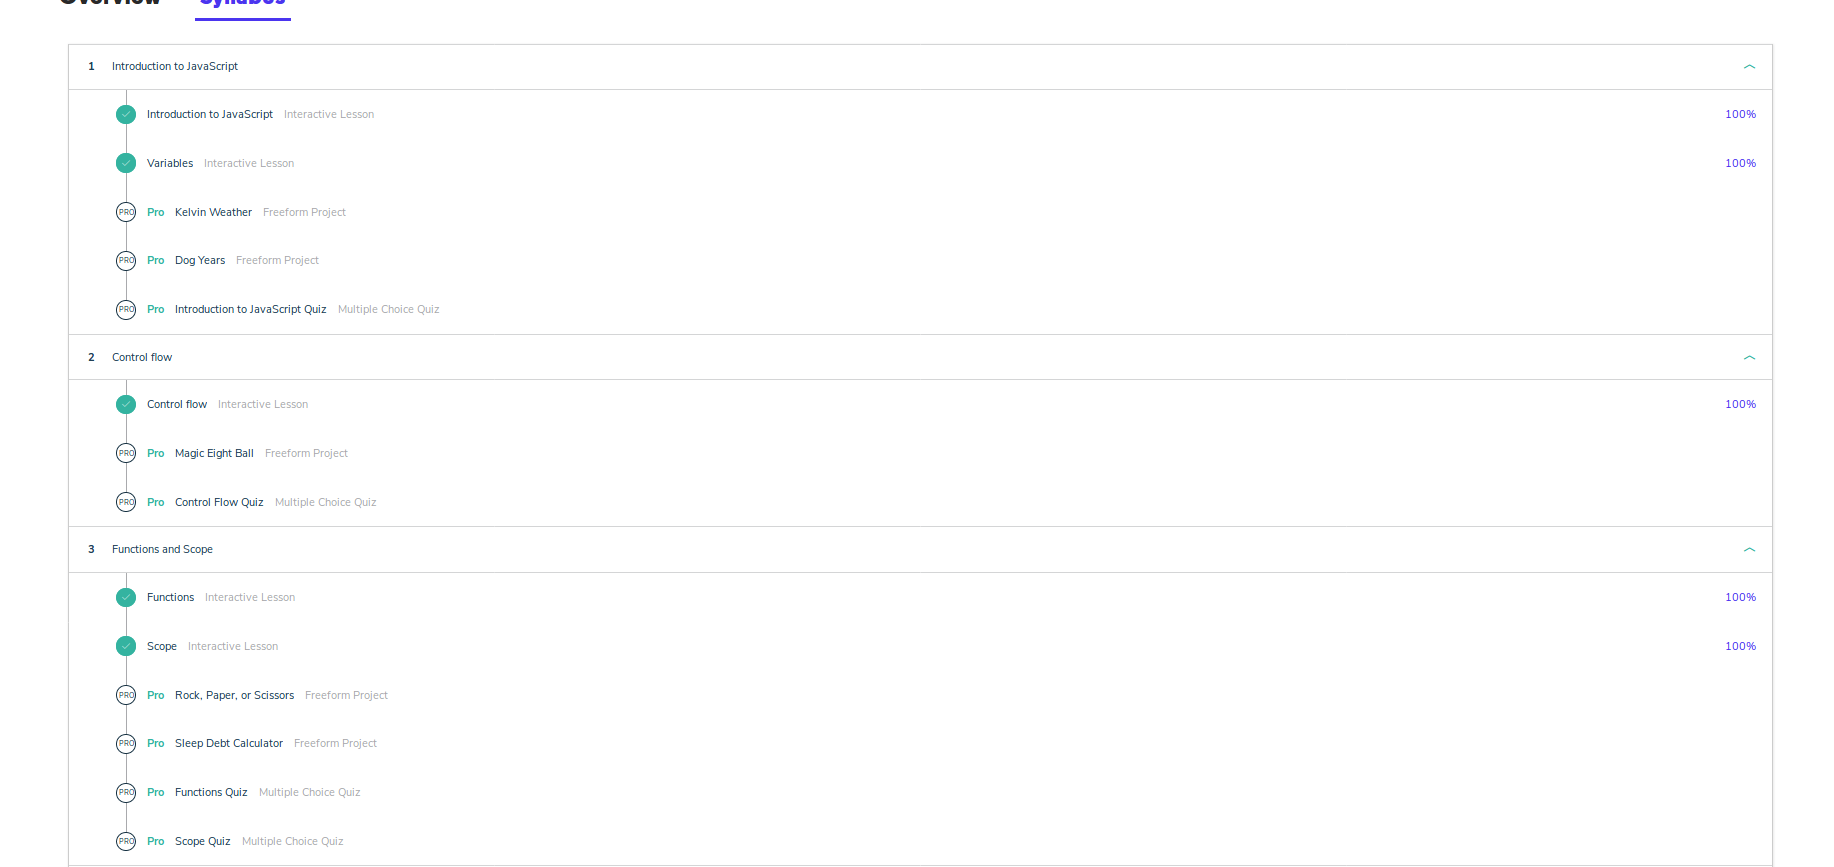 Overview Syllabus
1 Introduction to JavaScript
Introduction to JavaScript Interactive Lesson 100%
Variables Interactive Lesson 100%
PRO Pro Kelvin Weather Freeform Project
PRO Pro Dog Years Freeform Project
PRO Pro Introduction to JavaScript Quiz Multiple Choice Quiz
2 Control flow
Control flow Interactive Lesson 100%
PRO Pro Magic Eight Ball Freeform Project
PRO Pro Control Flow Quiz Multiple Choice Quiz
3 Functions and Scope
Functions Interactive Lesson 100%
Scope Interactive Lesson 100%
PRO Pro Rock, Paper, or Scissors Freeform Project
PRO Pro Sleep Debt Calculator Freeform Project
PRO Pro Functions Quiz Multiple Choice Quiz
PRO Pro Scope Quiz Multiple Choice Quiz